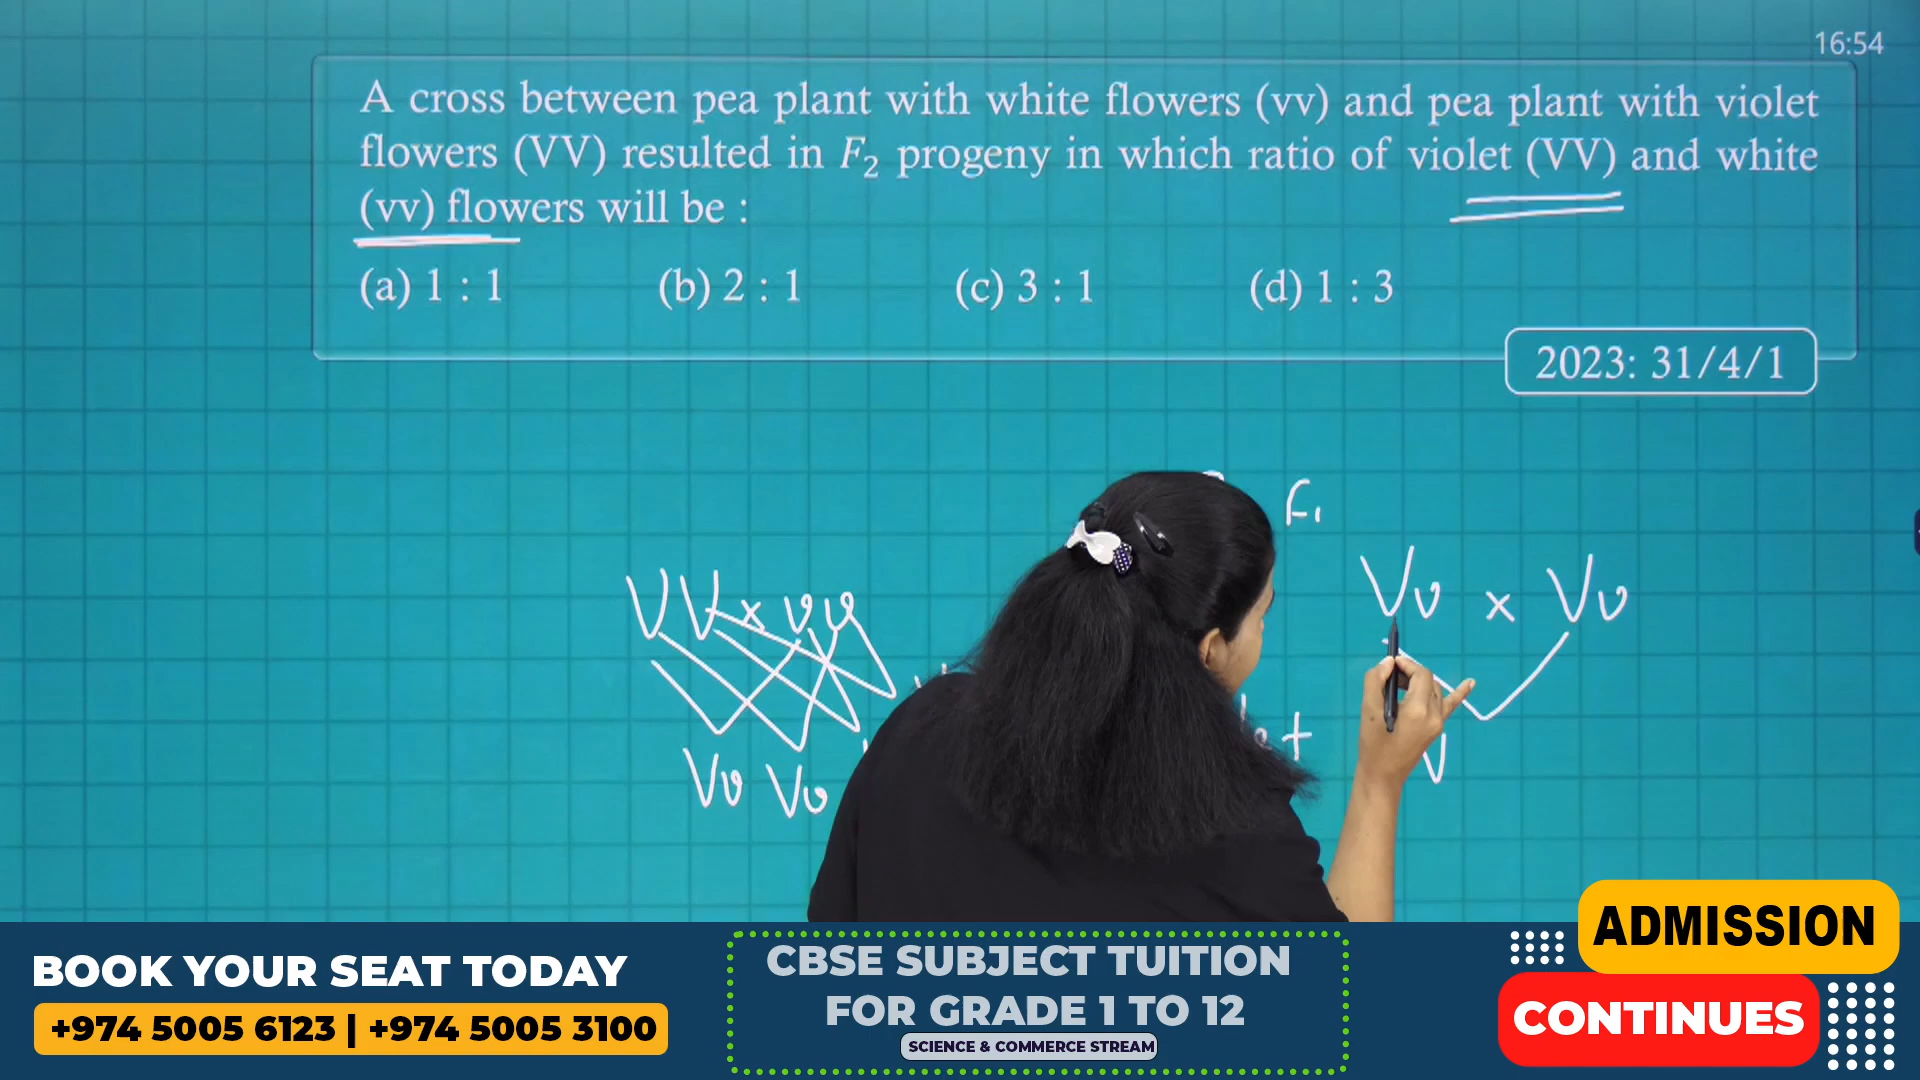 16:54
A cross between pea plant with white flowers (vv) and pea plant with violet
flowers (VV) resulted in F₂ progeny in which ratio of violet (VV) and white
(vv) flowers will be :
(a) 1 : 1 (b) 2 : 1 (c) 3 : 1 (d) 1 : 3
2023: 31/4/1
F₁
VV x vv
Vv x Vv
Vv Vv
BOOK YOUR SEAT TODAY
+974 5005 6123 | +974 5005 3100
CBSE SUBJECT TUITION
FOR GRADE 1 TO 12
SCIENCE & COMMERCE STREAM
ADMISSION
CONTINUES